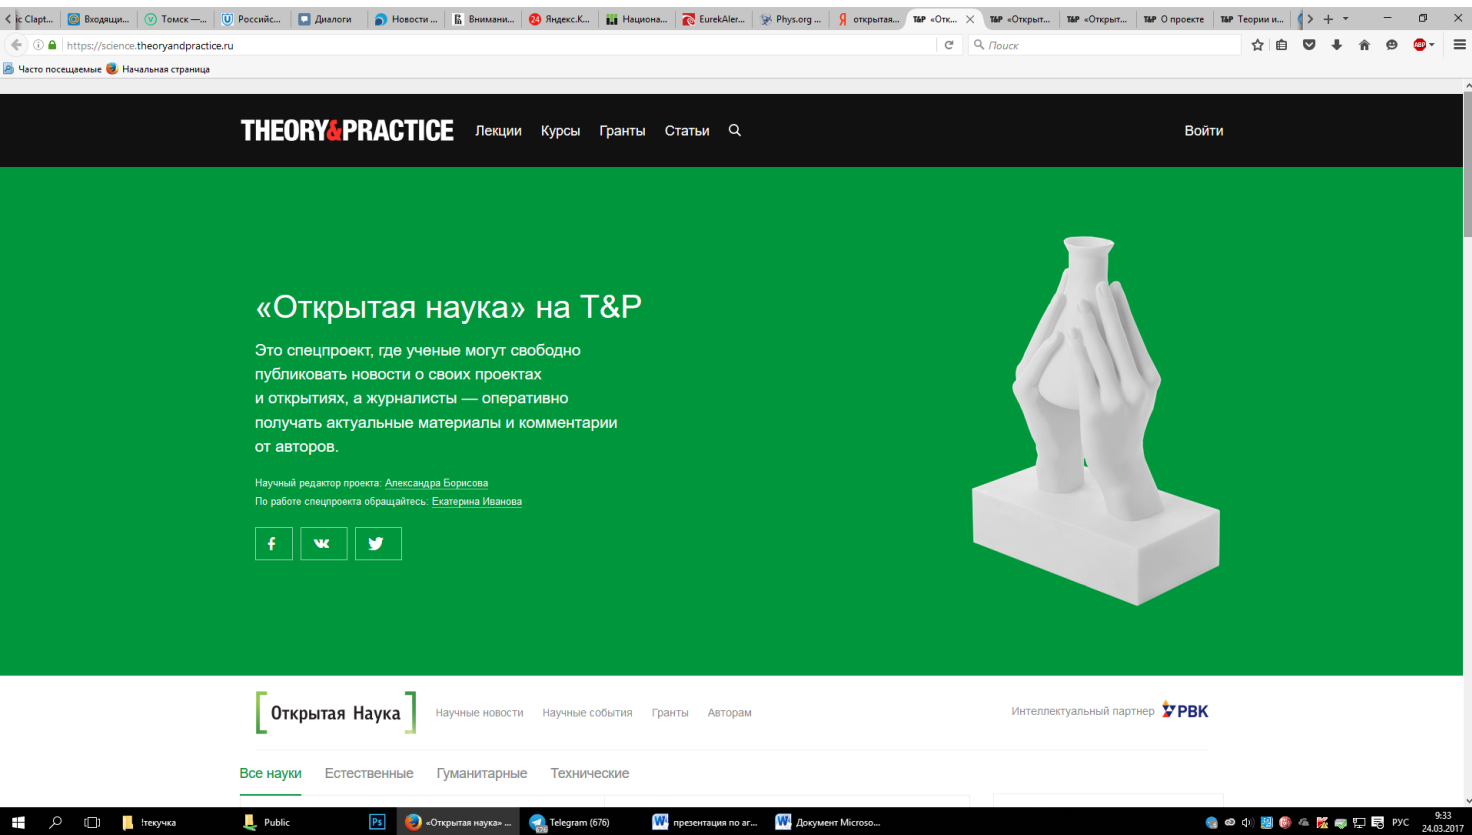 ic Clapt...
Входящи...
Томск —...
Российс...
Диалоги
Новости ...
Внимани...
Яндекс.К...
Национа...
EurekAler...
Phys.org ...
открытая...
T&P «Отк...
T&P «Открыт...
T&P «Открыт...
T&P О проекте
T&P Теории и...
https://science.theoryandpractice.ru
Поиск
ABP
Часто посещаемые
Начальная страница
THEORY&PRACTICE
Лекции
Курсы
Гранты
Статьи
Войти
«Открытая наука» на T&P
Это спецпроект, где ученые могут свободно
публиковать новости о своих проектах
и открытиях, а журналисты — оперативно
получать актуальные материалы и комментарии
от авторов.
Научный редактор проекта: Александра Борисова
По работе спецпроекта обращайтесь: Екатерина Иванова
Открытая Наука
Научные новости
Научные события
Гранты
Авторам
Интеллектуальный партнер
РВК
Все науки
Естественные
Гуманитарные
Технические
!текучка
Public
Ps
«Открытая наука» ...
Telegram (676)
презентация по аг...
Документ Microso...
РУС
9:33
24.03.2017